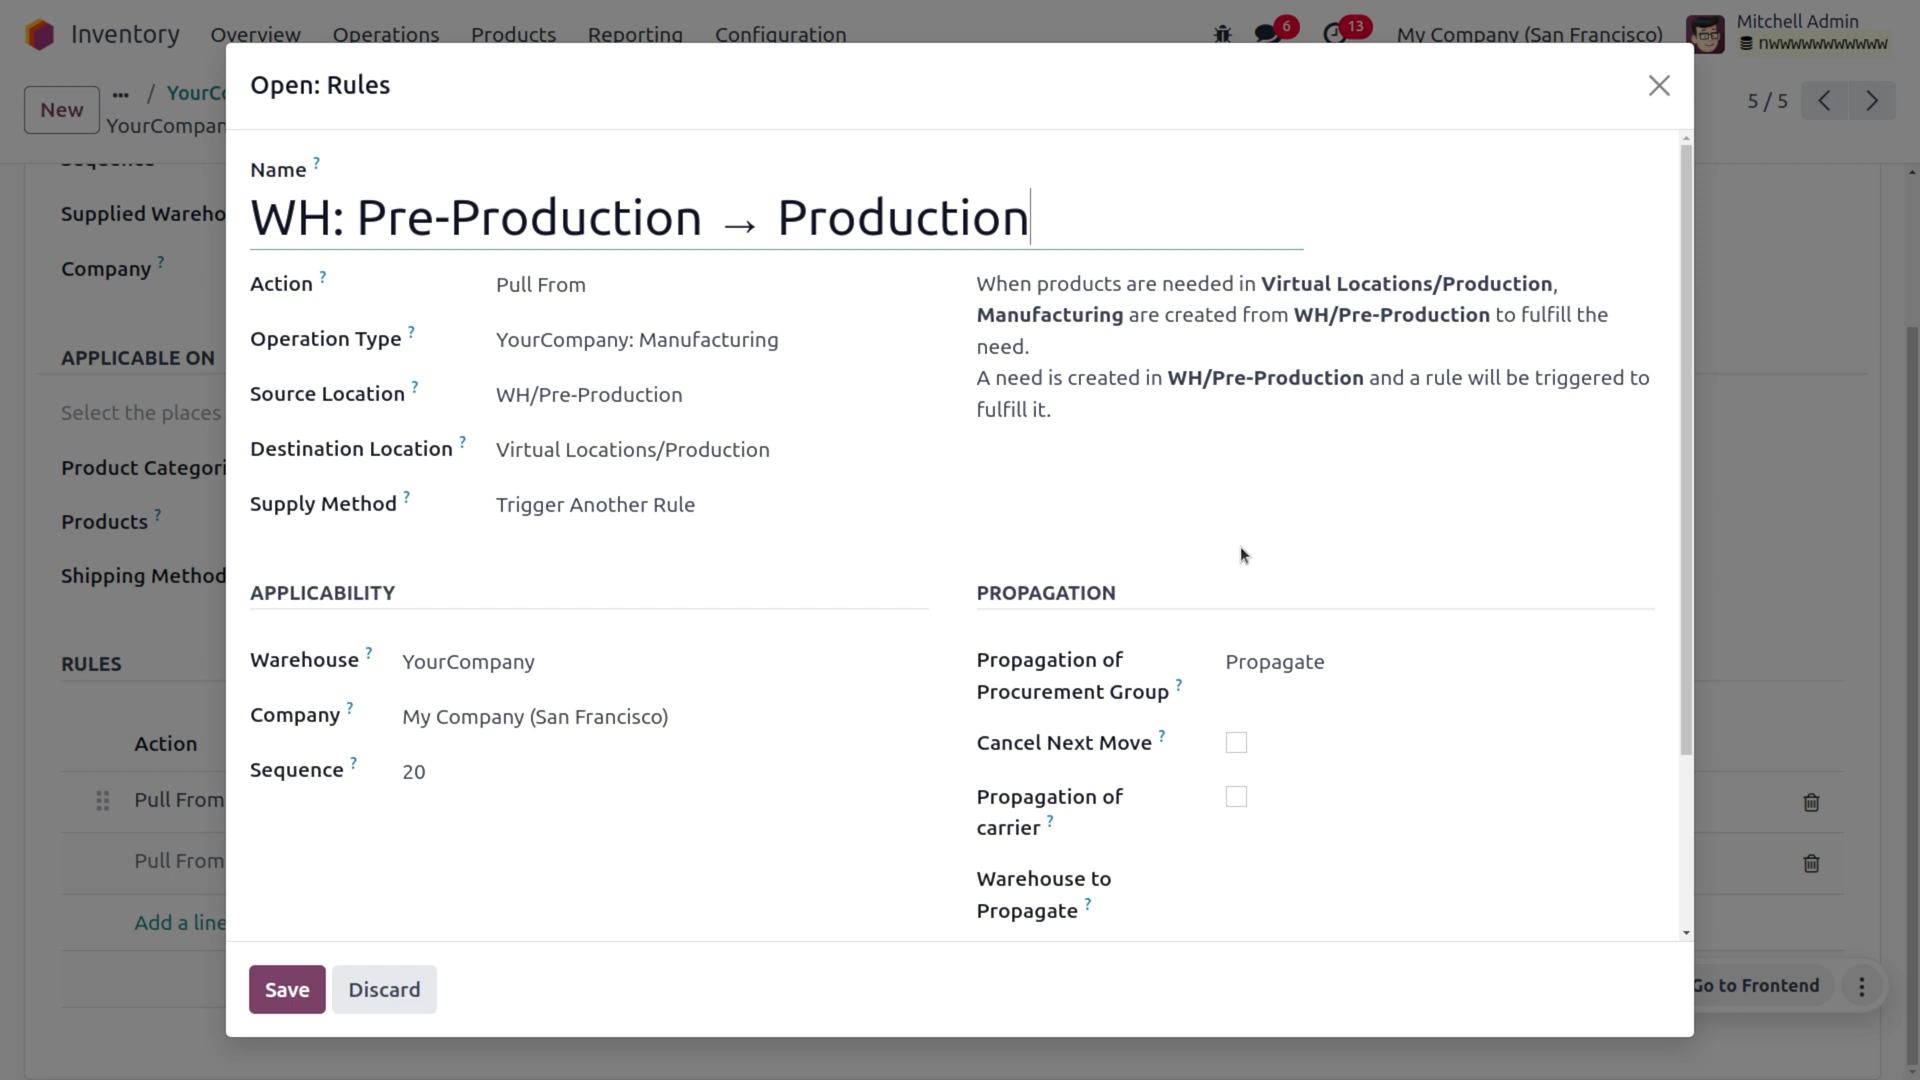 Inventory Overview Operations Products Reporting Configuration 6 13 My Company (San Francisco) Mitchell Admin
nwwwwwwwwwww
New ... / YourCo
YourCompan
5 / 5
Open: Rules
Name ?
WH: Pre-Production → Production
Action ? Pull From
Operation Type ? YourCompany: Manufacturing
Source Location ? WH/Pre-Production
Destination Location ? Virtual Locations/Production
Supply Method ? Trigger Another Rule
When products are needed in Virtual Locations/Production,
Manufacturing are created from WH/Pre-Production to fulfill the
need.
A need is created in WH/Pre-Production and a rule will be triggered to
fulfill it.
APPLICABILITY
Warehouse ? YourCompany
Company ? My Company (San Francisco)
Sequence ? 20
PROPAGATION
Propagation of
Procurement Group ? Propagate
Cancel Next Move ?
Propagation of
carrier ?
Warehouse to
Propagate ?
Save Discard
Supplied Wareho
Company ?
APPLICABLE ON
Select the places
Product Categori
Products ?
Shipping Method
RULES
Action
Pull From
Pull From
Add a line
Go to Frontend